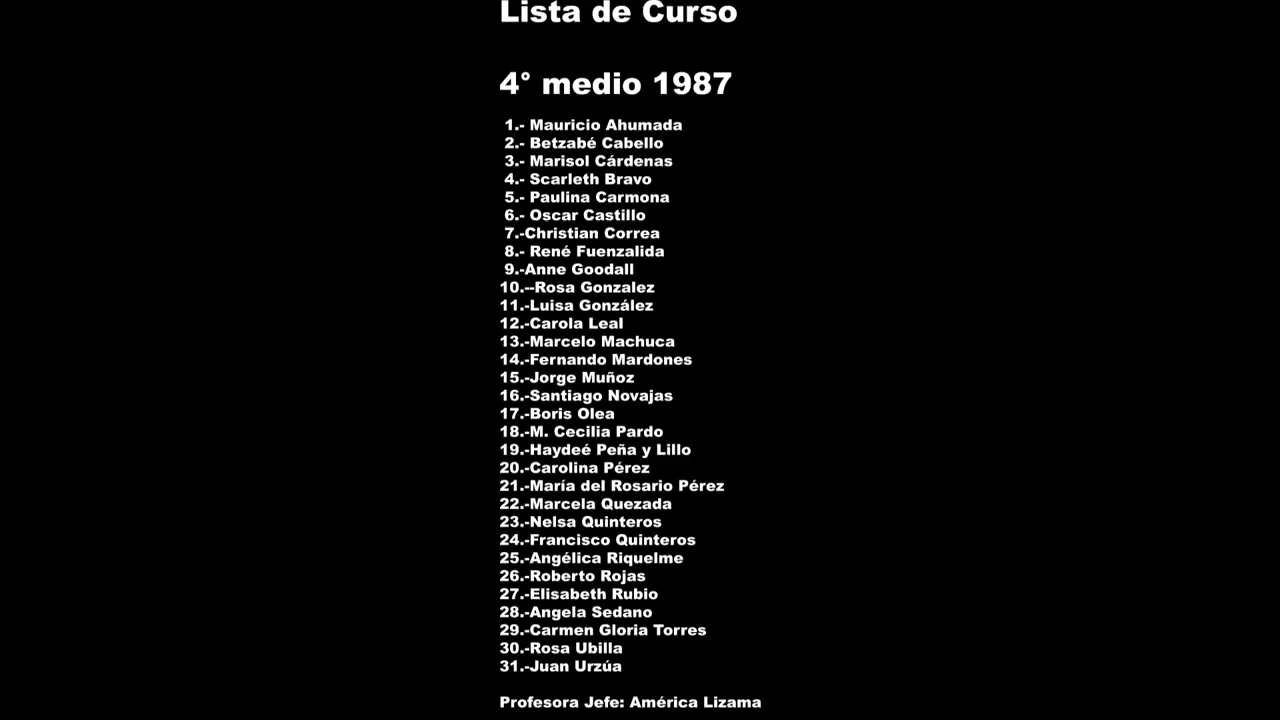 Lista de Curso
4° medio 1987
1.- Mauricio Ahumada
2.- Betzabé Cabello
3.- Marisol Cárdenas
4.- Scarleth Bravo
5.- Paulina Carmona
6.- Oscar Castillo
7.-Christian Correa
8.- René Fuenzalida
9.-Anne Goodall
10.--Rosa Gonzalez
11.-Luisa González
12.-Carola Leal
13.-Marcelo Machuca
14.-Fernando Mardones
15.-Jorge Muñoz
16.-Santiago Novajas
17.-Boris Olea
18.-M. Cecilia Pardo
19.-Haydeé Peña y Lillo
20.-Carolina Pérez
21.-María del Rosario Pérez
22.-Marcela Quezada
23.-Nelsa Quinteros
24.-Francisco Quinteros
25.-Angélica Riquelme
26.-Roberto Rojas
27.-Elisabeth Rubio
28.-Angela Sedano
29.-Carmen Gloria Torres
30.-Rosa Ubilla
31.-Juan Urzúa
Profesora Jefe: América Lizama